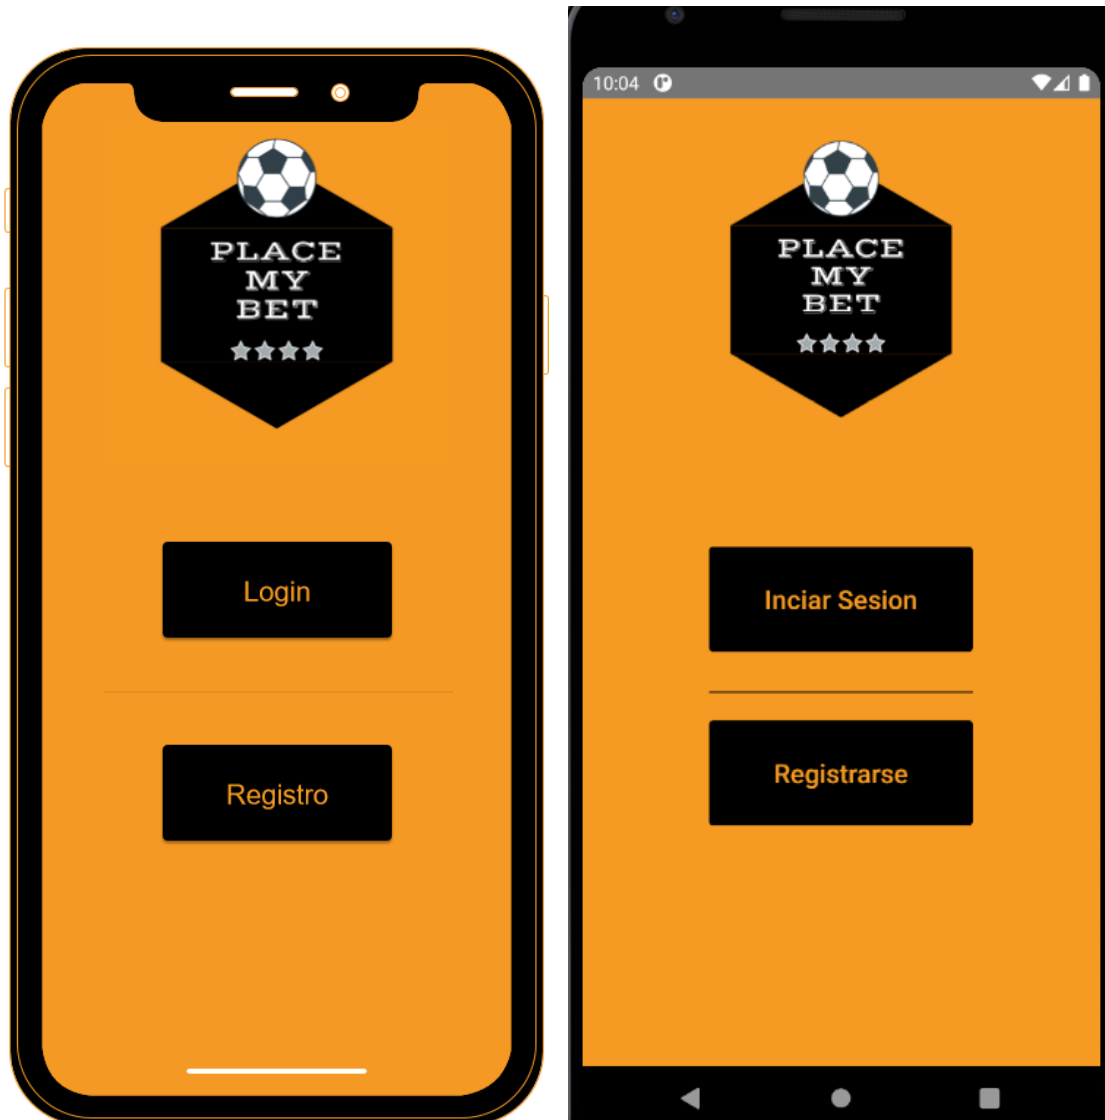 PLACE
MY
BET
Login
Registro
10:04
PLACE
MY
BET
Inciar Sesion
Registrarse